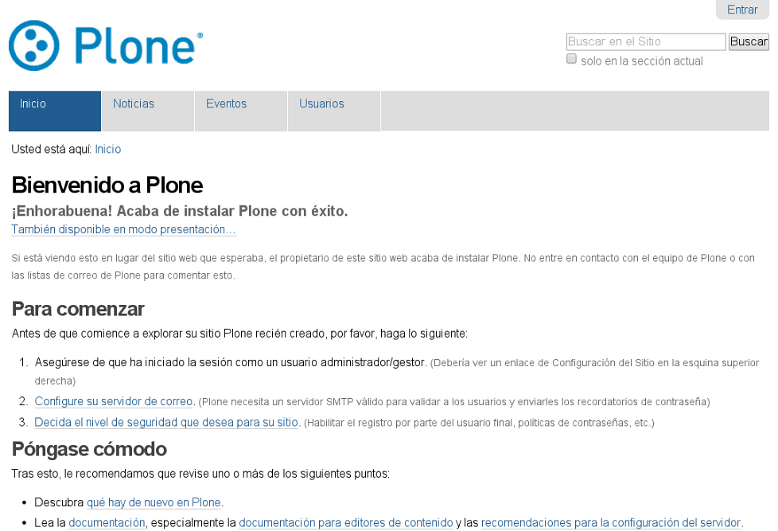 Entrar
Plone®
Buscar en el Sitio
Buscar
solo en la sección actual
Inicio
Noticias
Eventos
Usuarios
Usted está aquí: Inicio
Bienvenido a Plone
¡Enhorabuena! Acaba de instalar Plone con éxito.
También disponible en modo presentación...
Si está viendo esto en lugar del sitio web que esperaba, el propietario de este sitio web acaba de instalar Plone. No entre en contacto con el equipo de Plone o con
las listas de correo de Plone para comentar esto.
Para comenzar
Antes de que comience a explorar su sitio Plone recién creado, por favor, haga lo siguiente:
1. Asegúrese de que ha iniciado la sesión como un usuario administrador/gestor. (Debería ver un enlace de Configuración del Sitio en la esquina superior
derecha)
2. Configure su servidor de correo. (Plone necesita un servidor SMTP vàlido para validar a los usuarios y enviarles los recordatorios de contraseña)
3. Decida el nivel de seguridad que desea para su sitio. (Habilitar el registro por parte del usuario final, políticas de contraseñas, etc.)
Póngase cómodo
Tras esto, le recomendamos que revise uno o más de los siguientes puntos:
• Descubra qué hay de nuevo en Plone.
• Lea la documentación, especialmente la documentación para editores de contenido y las recomendaciones para la configuración del servidor.